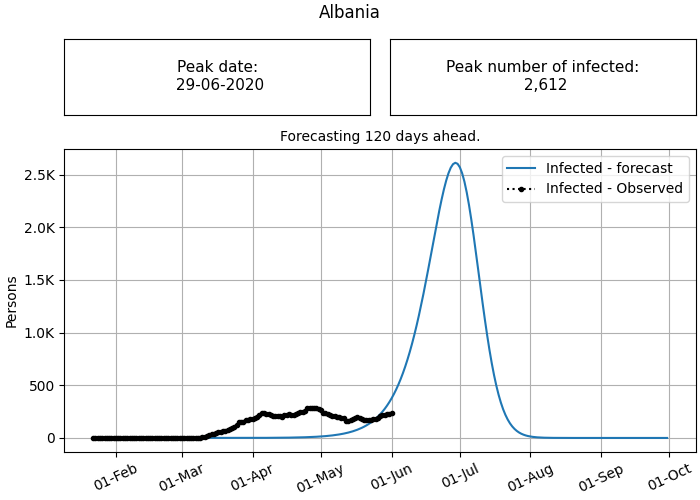 Albania
Peak date:
29-06-2020
Peak number of infected:
2,612
Forecasting 120 days ahead.
Infected - forecast
Infected - Observed
Persons
2.5K
2.0K
1.5K
1.0K
500
0
01-Feb
01-Mar
01-Apr
01-May
01-Jun
01-Jul
01-Aug
01-Sep
01-Oct